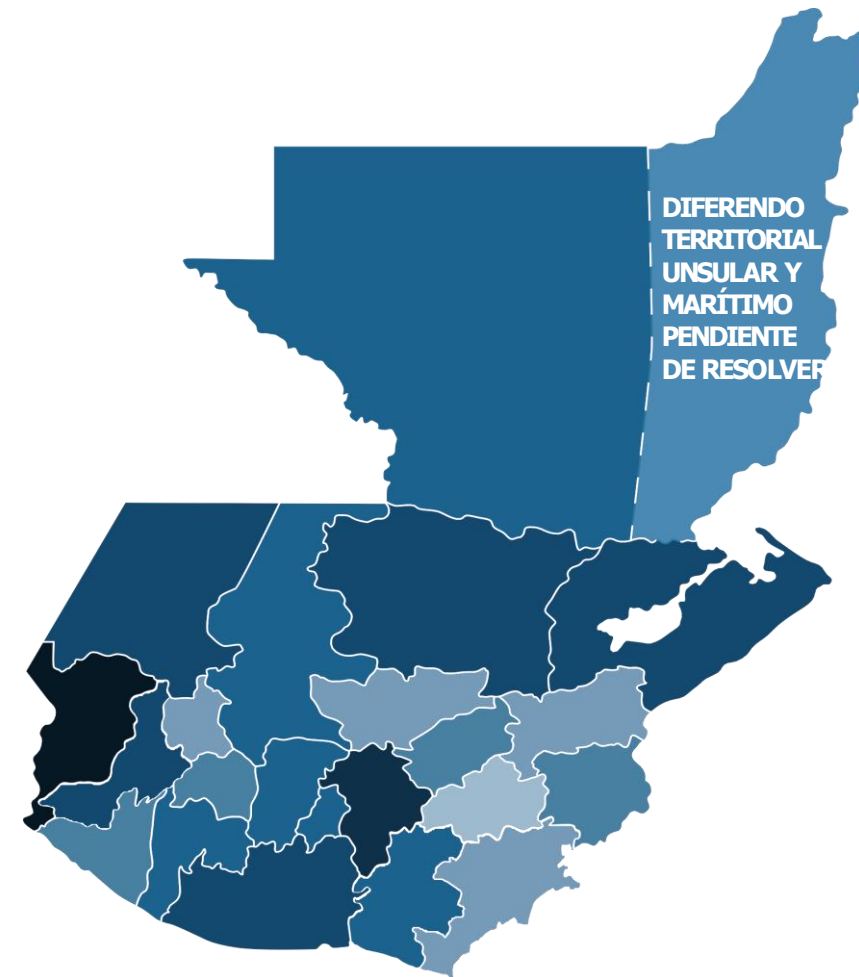 DIFERENDO
TERRITORIAL
UNSULAR Y
MARÍTIMO
PENDIENTE
DE RESOLVER